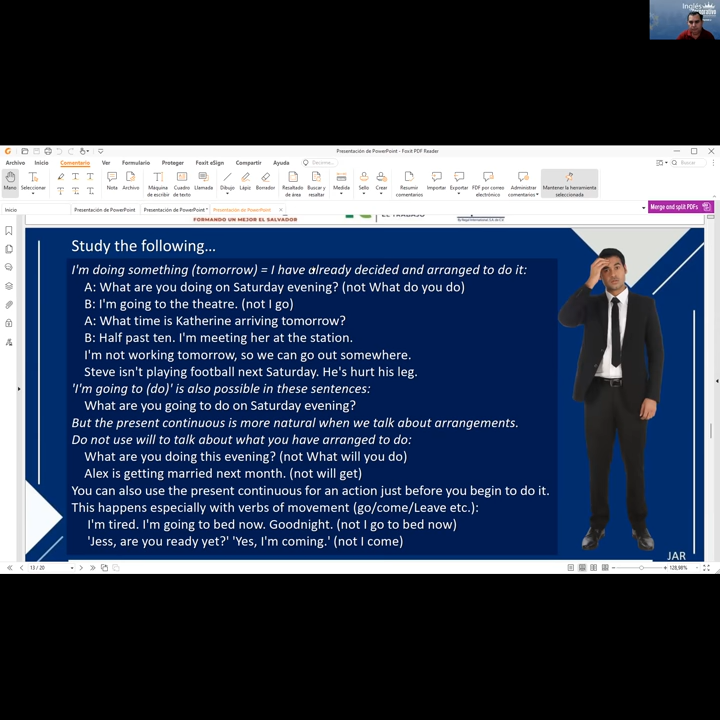 Inglés
Presentación de PowerPoint - Foxit PDF Reader
Archivo Inicio Comentario Ver Formulario Proteger Foxit eSign Compartir Ayuda
Buscar
Mano Seleccionar Nota Archivo Máquina de escribir Cuadro de texto Llamada Dibujo Lápiz Borrador Resaltado de área Buscar y resaltar Medida Sello Crear Resumir comentarios Importar Exportar PDF por correo electrónico Administrar comentarios Mantener la herramienta seleccionada
Inicio Presentación de PowerPoint Presentación de PowerPoint * Presentación de PowerPoint Merge and split PDFs
FORMANDO UN MEJOR EL SALVADOR EL TRABAJO
Study the following...
I'm doing something (tomorrow) = I have already decided and arranged to do it:
A: What are you doing on Saturday evening? (not What do you do)
B: I'm going to the theatre. (not I go)
A: What time is Katherine arriving tomorrow?
B: Half past ten. I'm meeting her at the station.
I'm not working tomorrow, so we can go out somewhere.
Steve isn't playing football next Saturday. He's hurt his leg.
'I'm going to (do)' is also possible in these sentences:
What are you going to do on Saturday evening?
But the present continuous is more natural when we talk about arrangements.
Do not use will to talk about what you have arranged to do:
What are you doing this evening? (not What will you do)
Alex is getting married next month. (not will get)
You can also use the present continuous for an action just before you begin to do it.
This happens especially with verbs of movement (go/come/Leave etc.):
I'm tired. I'm going to bed now. Goodnight. (not I go to bed now)
'Jess, are you ready yet?' 'Yes, I'm coming.' (not I come)
JAR
13 / 20 128,98%